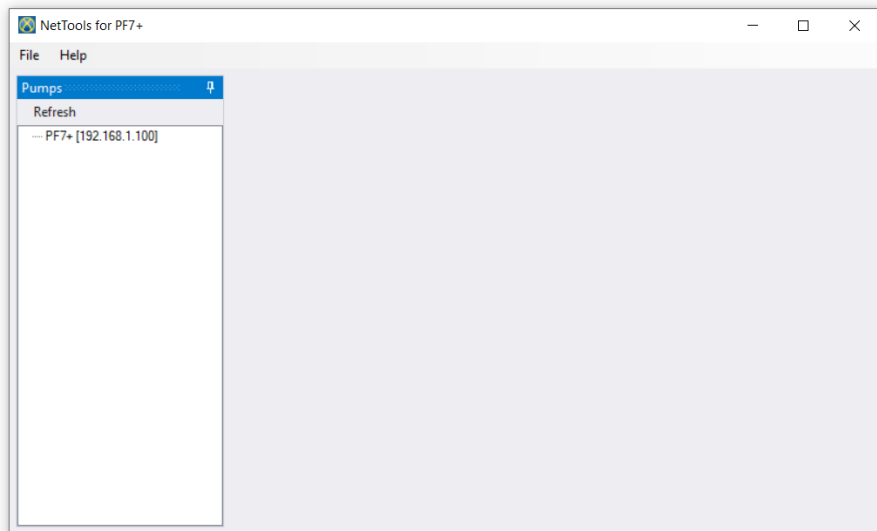 NetTools for PF7+
File Help
Pumps
Refresh
PF7+ [192.168.1.100]